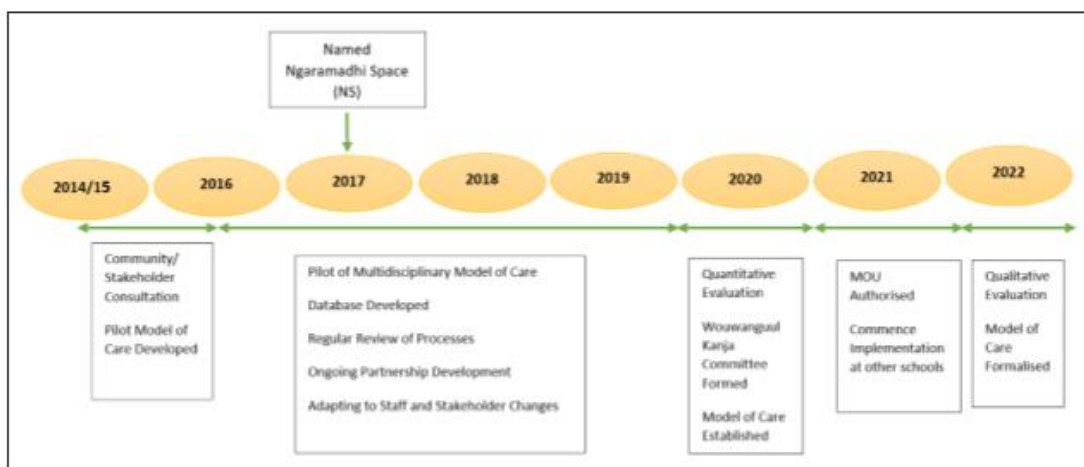 Named
Ngaramadhi Space
(NS)
2014/15
2016
2017
2018
2019
2020
2021
2022
Community/
Stakeholder
Consultation
Pilot Model of
Care Developed
Pilot of Multidisciplinary Model of Care
Database Developed
Regular Review of Processes
Ongoing Partnership Development
Adapting to Staff and Stakeholder Changes
Quantitative
Evaluation
Wouwanguul
Kanja
Committee
Formed
Model of Care
Established
MOU
Authorised
Commence
Implementation
at other schools
Qualitative
Evaluation
Model of
Care
Formalised